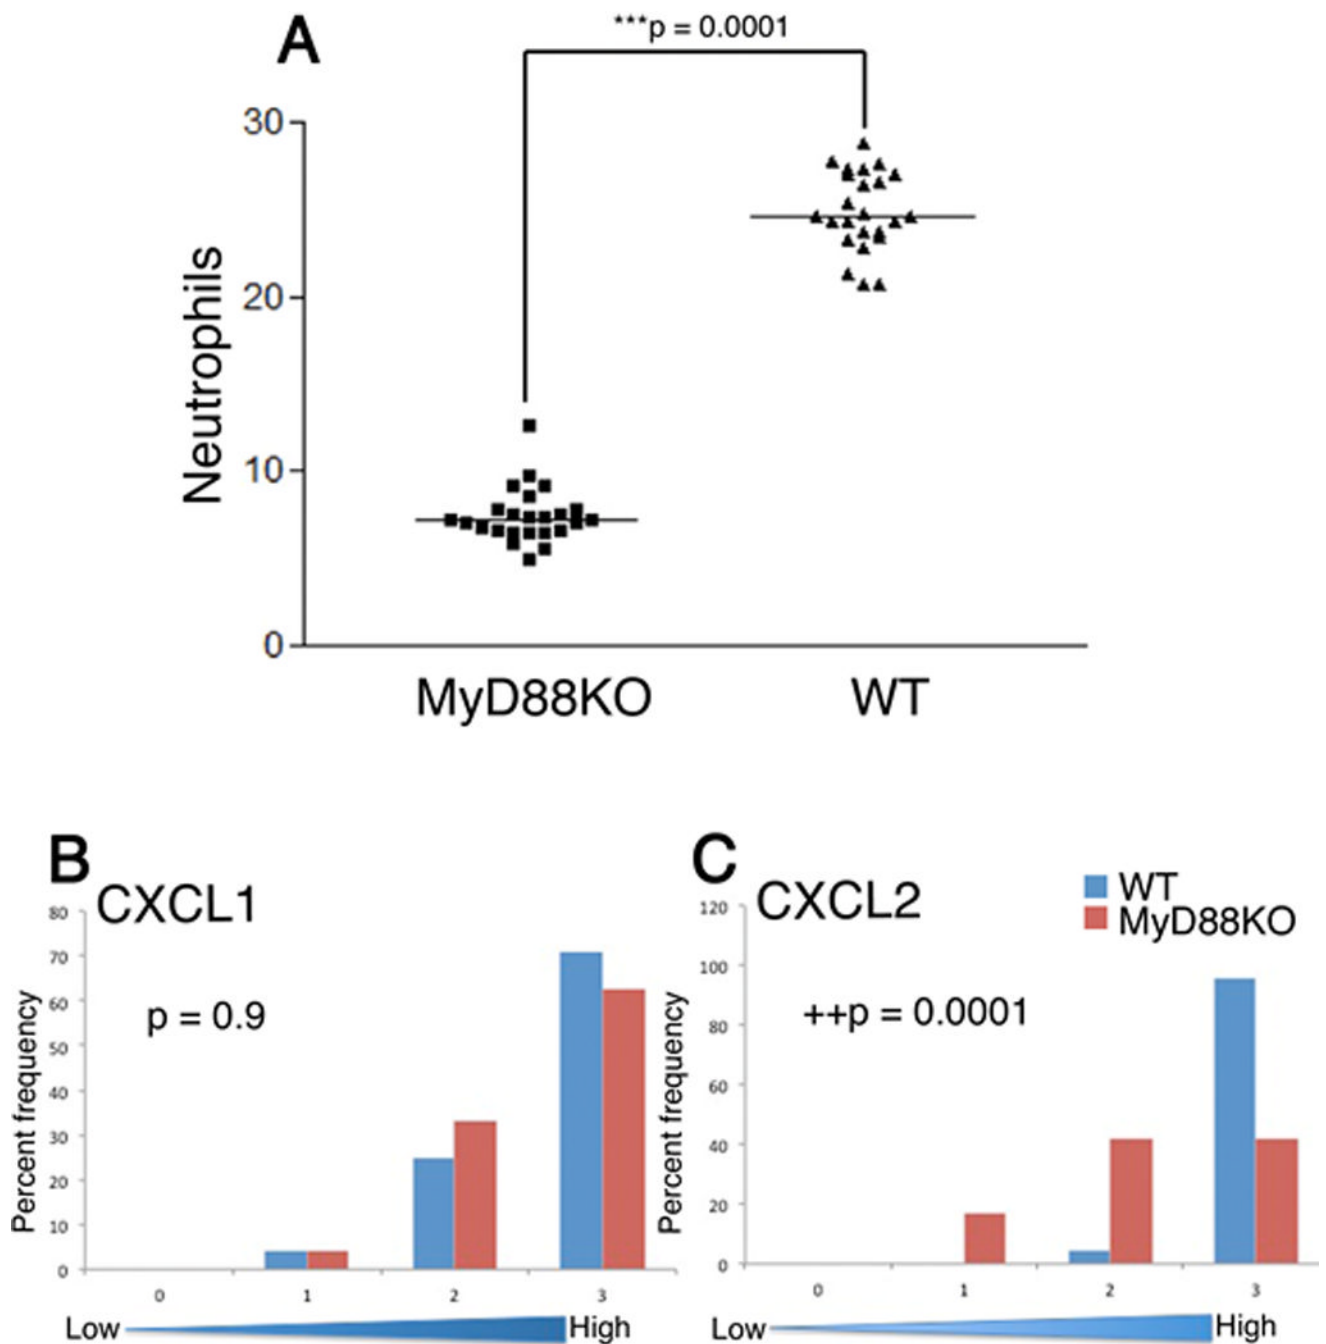 A
***p = 0.0001
30
20
10
0
Neutrophils
MyD88KO WT
B
CXCL1
p = 0.9
Percent frequency
80
70
60
50
40
30
20
10
0
0 1 2 3
Low High
C
CXCL2
WT
MyD88KO
++p = 0.0001
Percent frequency
120
100
80
60
40
20
0
0 1 2 3
Low High